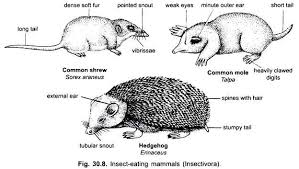 dense soft fur
pointed snout
weak eyes
minute outer ear
short tail
long tail
vibrissae
Common shrew
Sorex araneus
Common mole
Talpa
heavily clawed
digits
external ear
spines with hair
tubular snout
Hedgehog
Erinaceus
stumpy tail
Fig. 30.8. Insect-eating mammals (Insectivora).